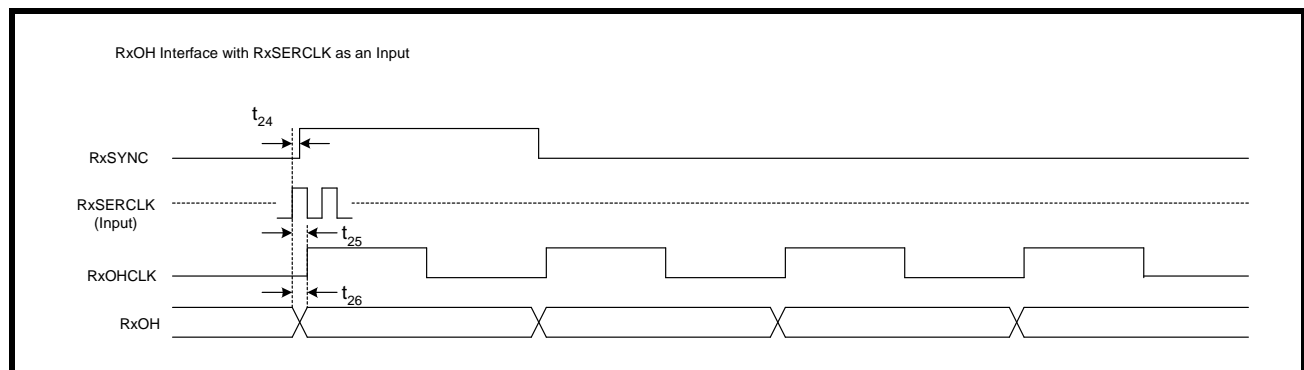 RxOH Interface with RxSERCLK as an Input
t24
RxSYNC
RxSERCLK
(Input)
t25
RxOHCLK
t26
RxOH